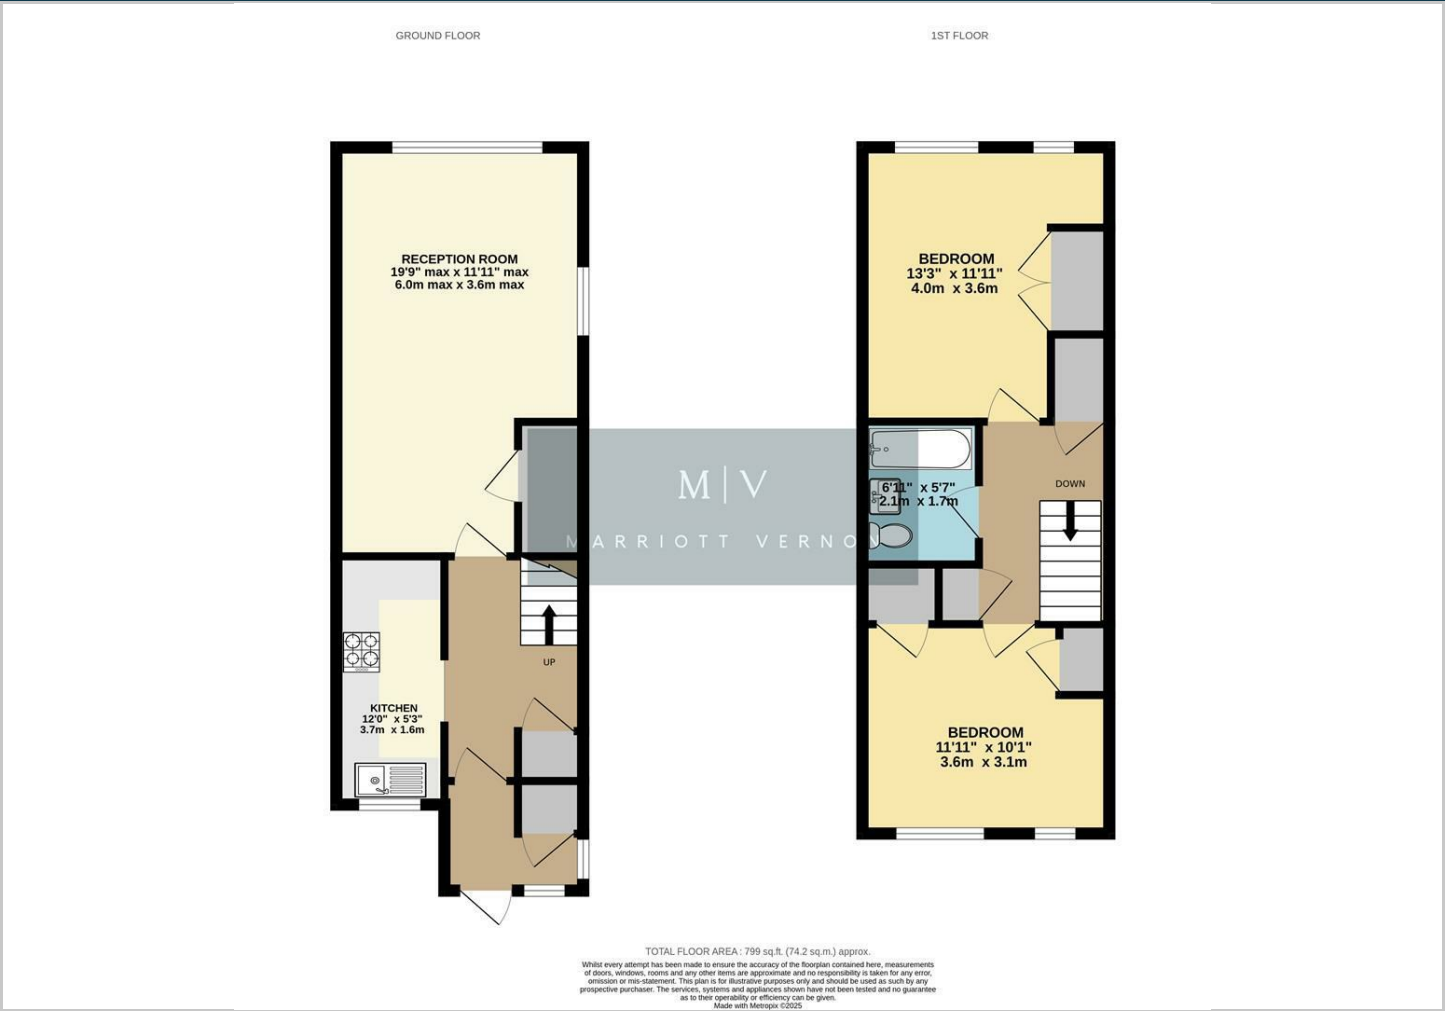 GROUND FLOOR
1ST FLOOR
RECEPTION ROOM
19'9" max x 11'11" max
6.0m max x 3.6m max
BEDROOM
13'3" x 11'11"
4.0m x 3.6m
M|V
MARRIOTT VERNON
6'11" x 5'7"
2.1m x 1.7m
DOWN
UP
KITCHEN
12'0" x 5'3"
3.7m x 1.6m
BEDROOM
11'11" x 10'1"
3.6m x 3.1m
TOTAL FLOOR AREA : 799 sq.ft. (74.2 sq.m.) approx.
Whilst every attempt has been made to ensure the accuracy of the floorplan contained here, measurements
of doors, windows, rooms and any other items are approximate and no responsibility is taken for any error,
omission or mis-statement. This plan is for illustrative purposes only and should be used as such by any
prospective purchaser. The services, systems and appliances shown have not been tested and no guarantee
as to their operability or efficiency can be given.
Made with Metropix ©2025